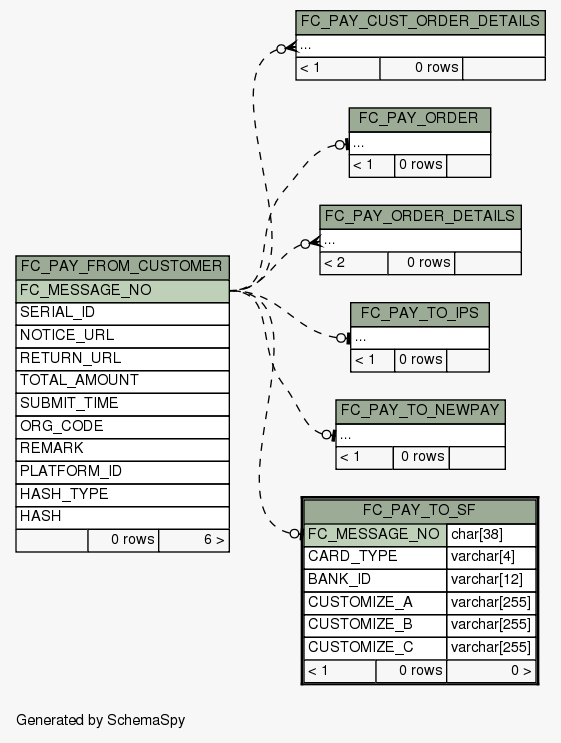 FC_PAY_CUST_ORDER_DETAILS
...
< 1 0 rows
FC_PAY_ORDER
...
< 1 0 rows
FC_PAY_ORDER_DETAILS
...
< 2 0 rows
FC_PAY_FROM_CUSTOMER
FC_MESSAGE_NO
SERIAL_ID
NOTICE_URL
RETURN_URL
TOTAL_AMOUNT
SUBMIT_TIME
ORG_CODE
REMARK
PLATFORM_ID
HASH_TYPE
HASH
0 rows 6 >
FC_PAY_TO_IPS
...
< 1 0 rows
FC_PAY_TO_NEWPAY
...
< 1 0 rows
FC_PAY_TO_SF
FC_MESSAGE_NO char[38]
CARD_TYPE varchar[4]
BANK_ID varchar[12]
CUSTOMIZE_A varchar[255]
CUSTOMIZE_B varchar[255]
CUSTOMIZE_C varchar[255]
< 1 0 rows 0 >
Generated by SchemaSpy